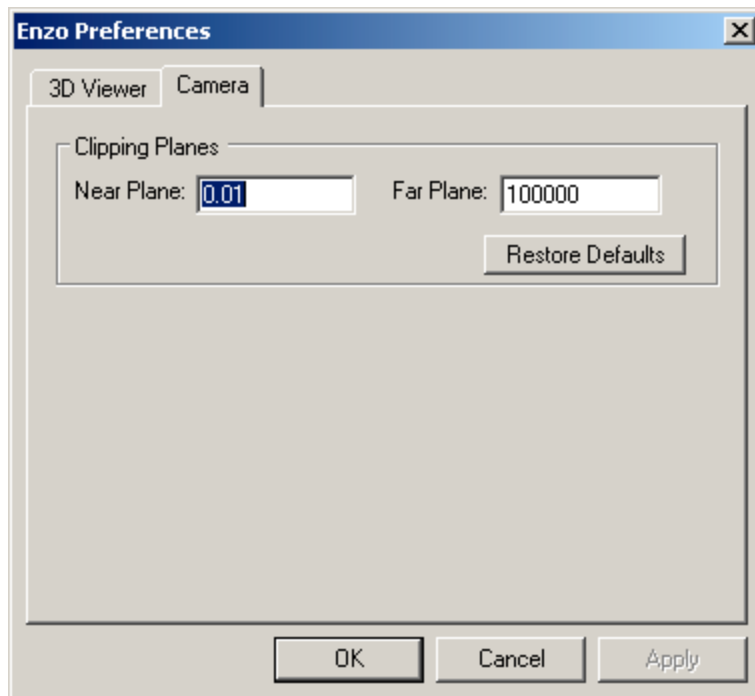 Enzo Preferences
3D Viewer Camera
Clipping Planes
Near Plane: 0.01 Far Plane: 100000
Restore Defaults
OK Cancel Apply